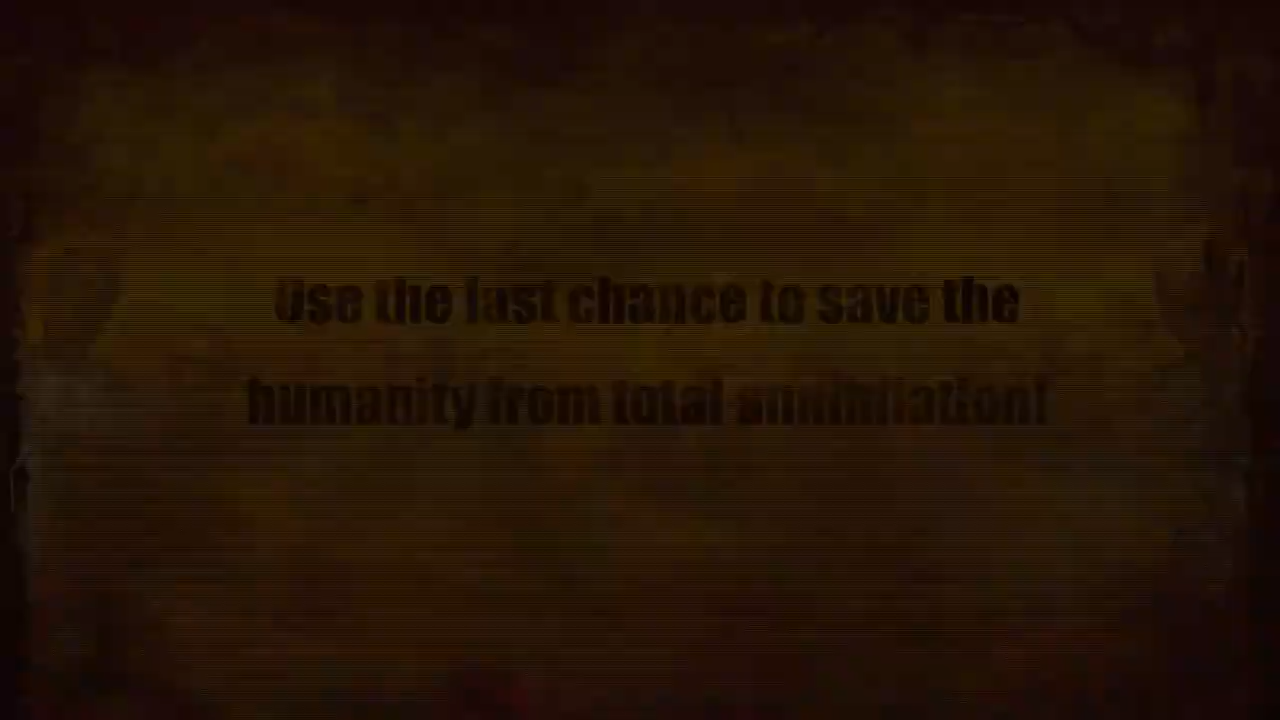 Use the last chance to save the
humanity from total annihilation!